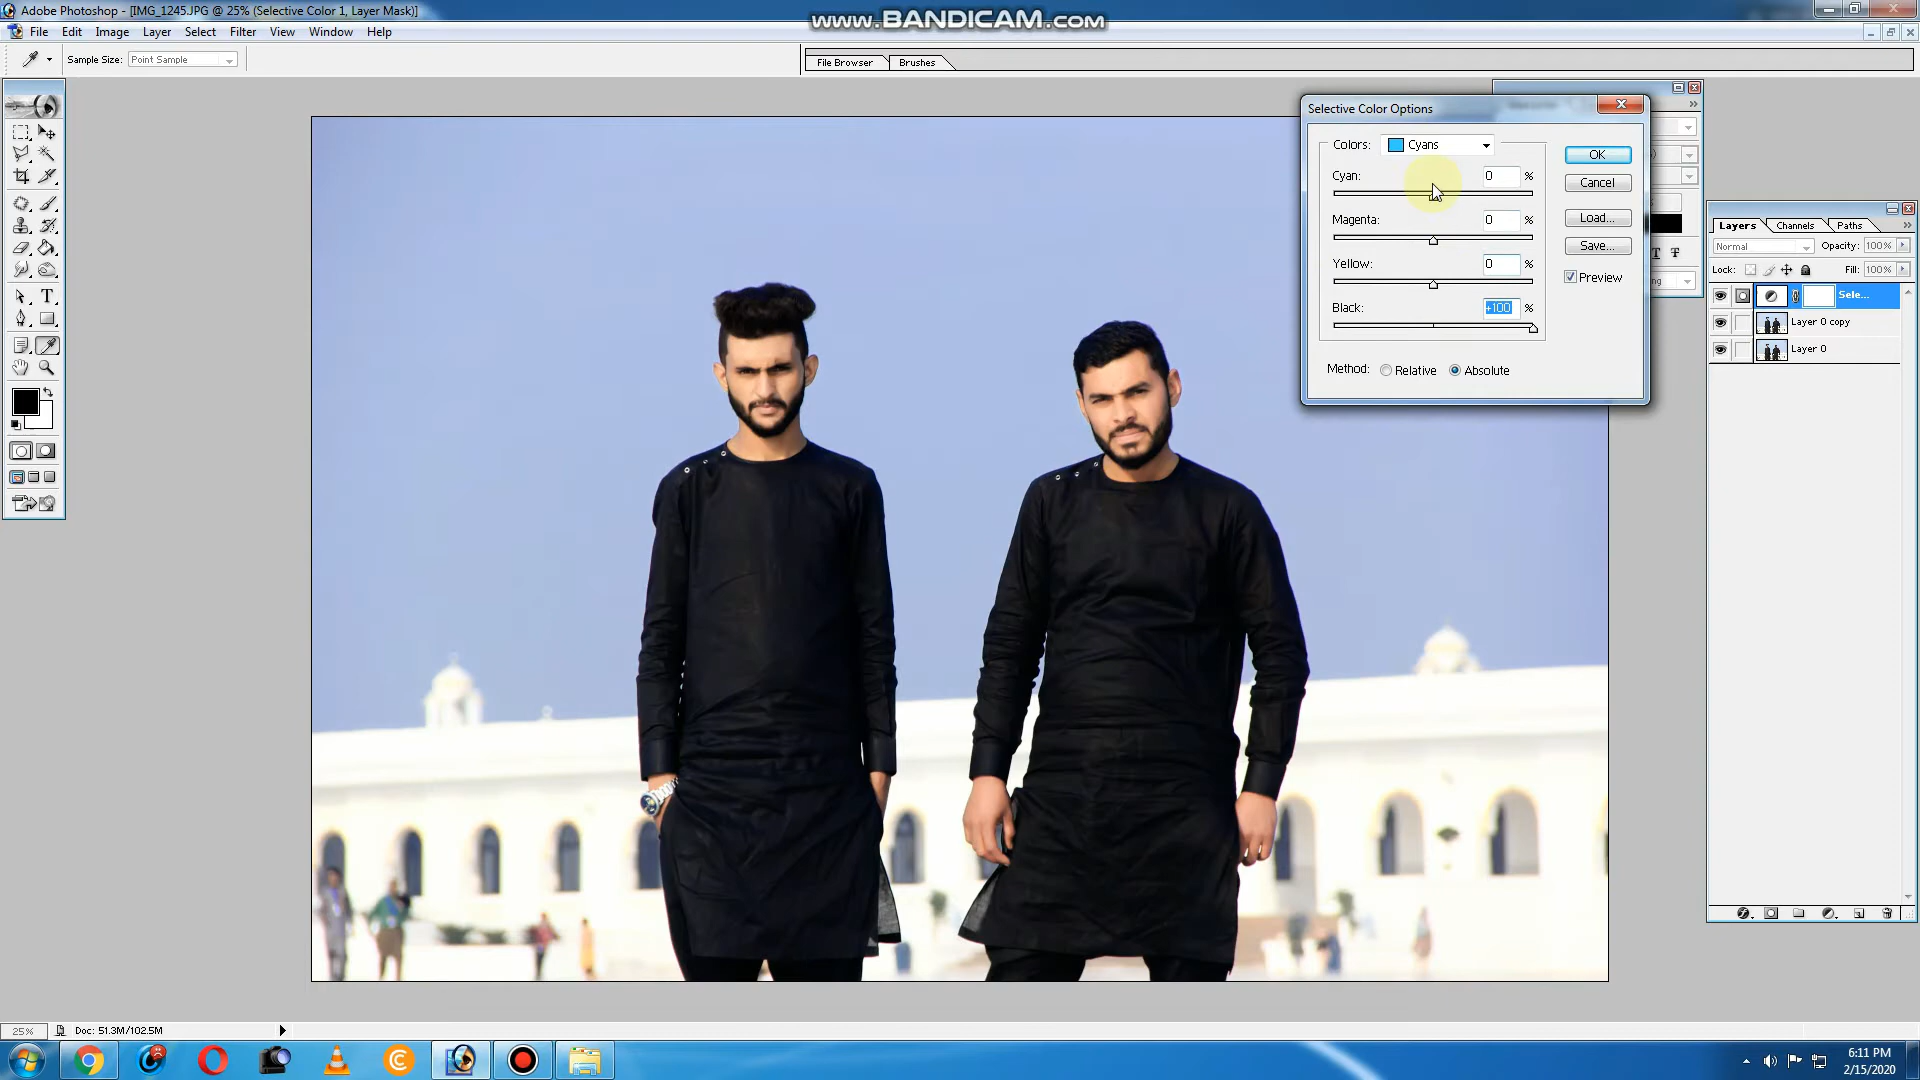 Adobe Photoshop - [IMG_1245.JPG @ 25% (Selective Color 1, Layer Mask)]
www.BANDICAM.com
File Edit Image Layer Select Filter View Window Help
Sample Size: Point Sample
File Browser Brushes
Selective Color Options
Colors: Cyans
OK
Cyan: 0 %
Cancel
Magenta: 0 %
Load...
Save...
Yellow: 0 %
Preview
Black: +100 %
Method: Relative Absolute
Layers Channels Paths
Normal Opacity: 100%
Lock: Fill: 100%
Sele...
Layer 0 copy
Layer 0
25% Doc: 51.3M/102.5M
6:11 PM
2/15/2020